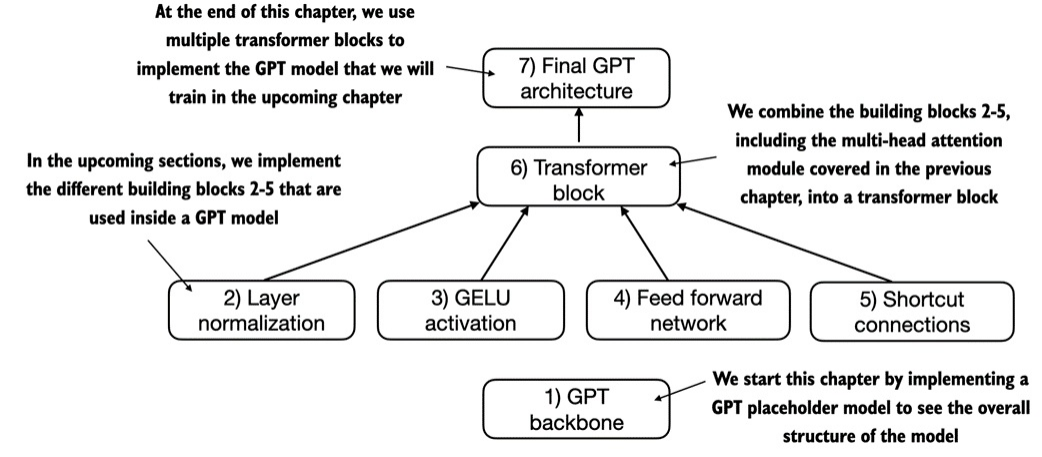 At the end of this chapter, we use
multiple transformer blocks to
implement the GPT model that we will
train in the upcoming chapter
7) Final GPT
architecture
We combine the building blocks 2-5,
including the multi-head attention
module covered in the previous
chapter, into a transformer block
6) Transformer
block
In the upcoming sections, we implement
the different building blocks 2-5 that are
used inside a GPT model
2) Layer
normalization
3) GELU
activation
4) Feed forward
network
5) Shortcut
connections
1) GPT
backbone
We start this chapter by implementing a
GPT placeholder model to see the overall
structure of the model